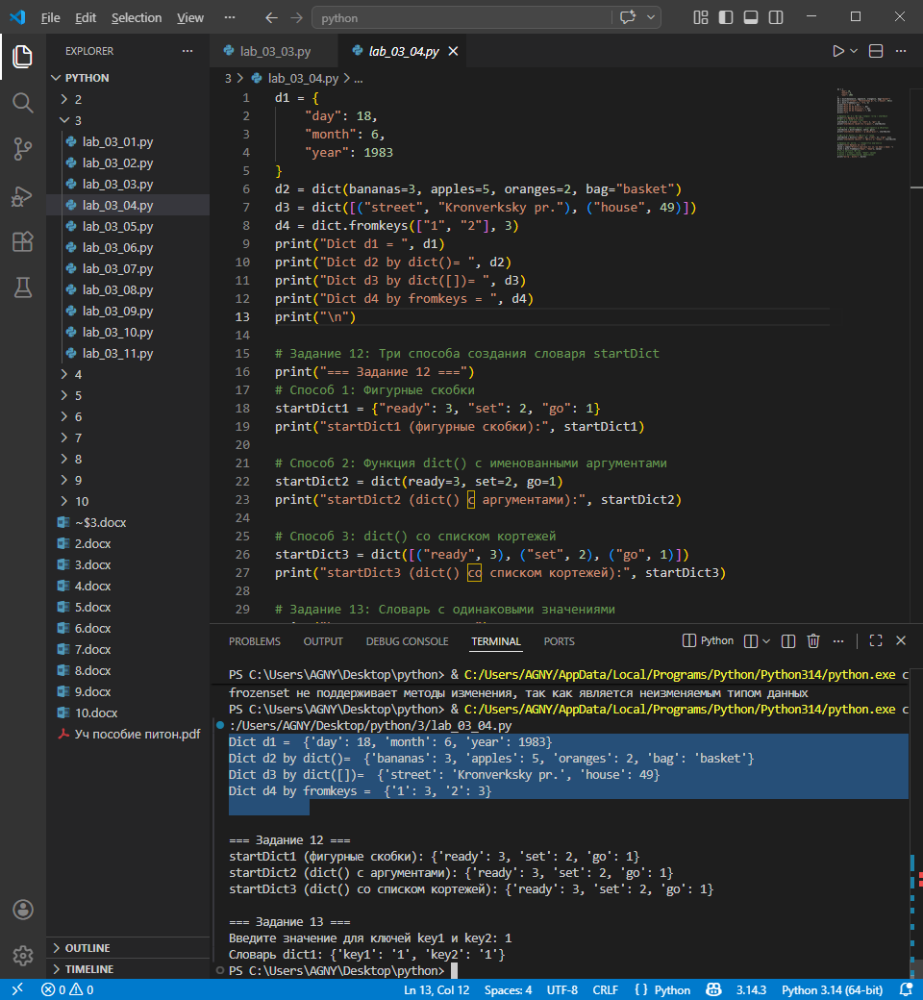 File Edit Selection View ··· python
EXPLORER ···
PYTHON
2
3
lab_03_01.py
lab_03_02.py
lab_03_03.py
lab_03_04.py
lab_03_05.py
lab_03_06.py
lab_03_07.py
lab_03_08.py
lab_03_09.py
lab_03_10.py
lab_03_11.py
4
5
6
7
8
9
10
~$3.docx
2.docx
3.docx
4.docx
5.docx
6.docx
7.docx
8.docx
9.docx
10.docx
Уч пособие питон.pdf
OUTLINE
TIMELINE
lab_03_03.py lab_03_04.py
3 > lab_03_04.py > ...
1 d1 = {
2     "day": 18,
3     "month": 6,
4     "year": 1983
5 }
6 d2 = dict(bananas=3, apples=5, oranges=2, bag="basket")
7 d3 = dict([("street", "Kronverksky pr."), ("house", 49)])
8 d4 = dict.fromkeys(["1", "2"], 3)
9 print("Dict d1 = ", d1)
10 print("Dict d2 by dict()= ", d2)
11 print("Dict d3 by dict([])= ", d3)
12 print("Dict d4 by fromkeys = ", d4)
13 print("\n")
14
15 # Задание 12: Три способа создания словаря startDict
16 print("=== Задание 12 ===")
17 # Способ 1: Фигурные скобки
18 startDict1 = {"ready": 3, "set": 2, "go": 1}
19 print("startDict1 (фигурные скобки):", startDict1)
20
21 # Способ 2: Функция dict() с именованными аргументами
22 startDict2 = dict(ready=3, set=2, go=1)
23 print("startDict2 (dict() с аргументами):", startDict2)
24
25 # Способ 3: dict() со списком кортежей
26 startDict3 = dict([("ready", 3), ("set", 2), ("go", 1)])
27 print("startDict3 (dict() со списком кортежей):", startDict3)
28
29 # Задание 13: Словарь с одинаковыми значениями
PROBLEMS OUTPUT DEBUG CONSOLE TERMINAL PORTS Python
PS C:\Users\AGNY\Desktop\python> & C:/Users/AGNY/AppData/Local/Programs/Python/Python314/python.exe c
frozenset не поддерживает методы изменения, так как является неизменяемым типом данных
PS C:\Users\AGNY\Desktop\python> & C:/Users/AGNY/AppData/Local/Programs/Python/Python314/python.exe c
:/Users/AGNY/Desktop/python/3/lab_03_04.py
Dict d1 =  {'day': 18, 'month': 6, 'year': 1983}
Dict d2 by dict()=  {'bananas': 3, 'apples': 5, 'oranges': 2, 'bag': 'basket'}
Dict d3 by dict([])=  {'street': 'Kronverksky pr.', 'house': 49}
Dict d4 by fromkeys =  {'1': 3, '2': 3}
=== Задание 12 ===
startDict1 (фигурные скобки): {'ready': 3, 'set': 2, 'go': 1}
startDict2 (dict() с аргументами): {'ready': 3, 'set': 2, 'go': 1}
startDict3 (dict() со списком кортежей): {'ready': 3, 'set': 2, 'go': 1}
=== Задание 13 ===
Введите значение для ключей key1 и key2: 1
Словарь dict1: {'key1': '1', 'key2': '1'}
PS C:\Users\AGNY\Desktop\python>
0 0 Ln 13, Col 12 Spaces: 4 UTF-8 CRLF { } Python 3.14.3 Python 3.14 (64-bit)